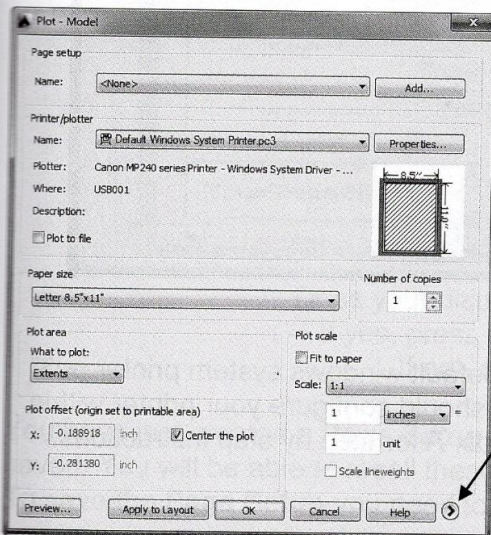 Plot - Model
Page setup
Name: <None> Add...
Printer/plotter
Name: Default Windows System Printer.pc3 Properties...
Plotter: Canon MP240 series Printer - Windows System Driver - ...
Where: USB001
Description:
Plot to file
8.5"
11.0"
Paper size
Letter 8.5"x11"
Number of copies
1
Plot area
What to plot:
Extents
Plot offset (origin set to printable area)
X: -0.188918 inch Center the plot
Y: -0.281380 inch
Plot scale
Fit to paper
Scale: 1:1
1 inches =
1 unit
Scale lineweights
Preview... Apply to Layout OK Cancel Help